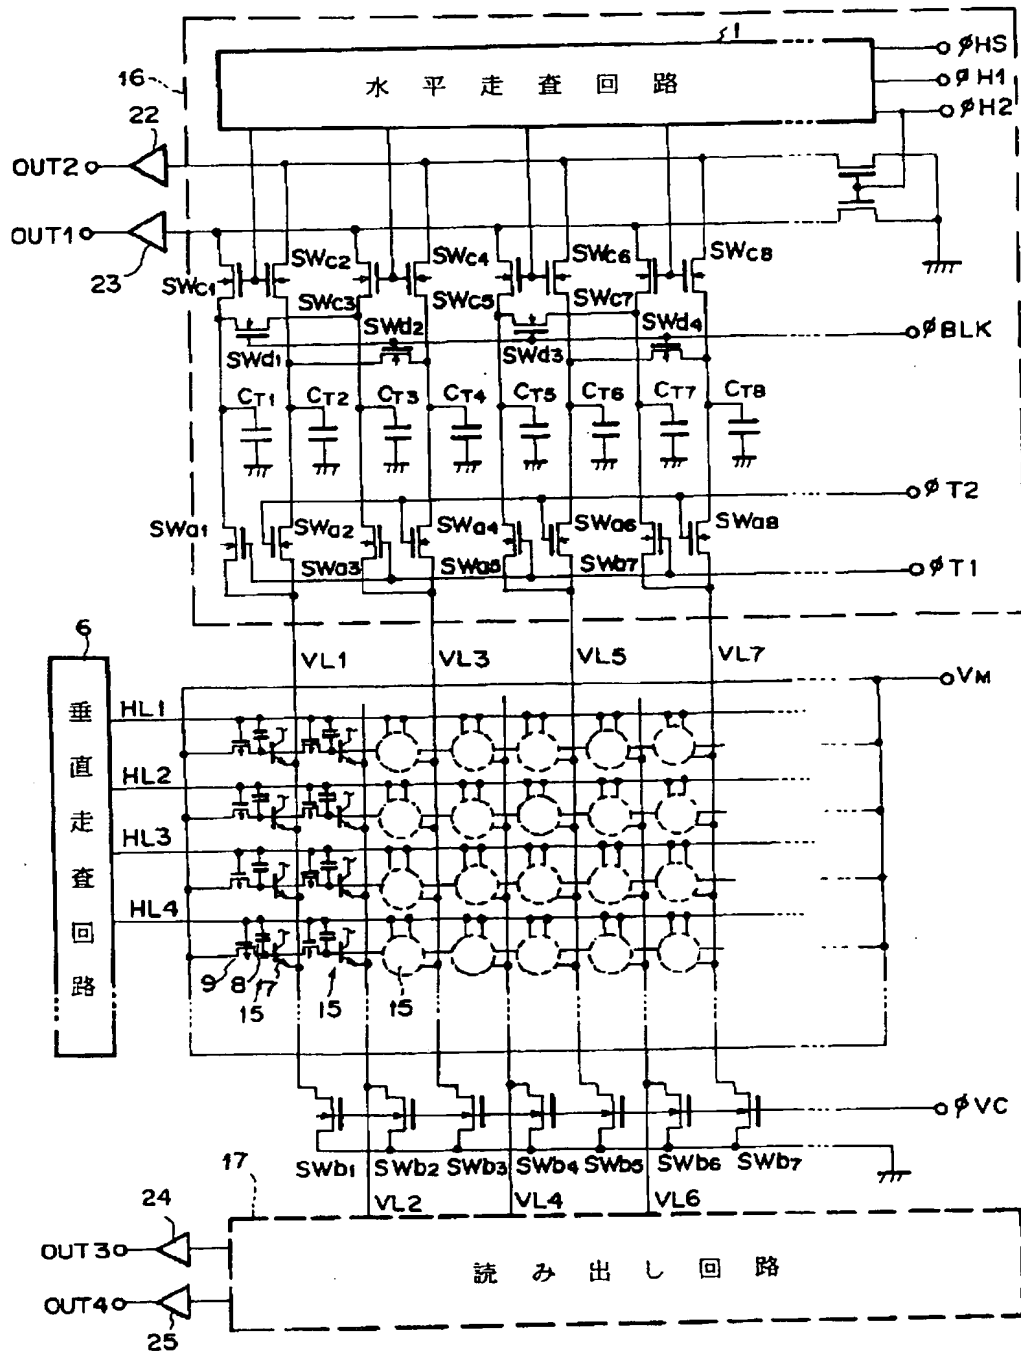 1
φHS
16
水平走査回路
φH1
φH2
22
OUT2
OUT1
23
SWC1
SWC2
SWC3
SWC4
SWC5
SWC6
SWC7
SWC8
SWd1
SWd2
SWd3
SWd4
φBLK
CT1
CT2
CT3
CT4
CT5
CT6
CT7
CT8
φT2
SWa1
SWa2
SWa3
SWa4
SWa5
SWa6
SWa7
SWa8
φT1
6
VL1
VL3
VL5
VL7
VM
垂直走査回路
HL1
HL2
HL3
HL4
9
8
17
15
15
15
φVC
SWb1
SWb2
SWb3
SWb4
SWb5
SWb6
SWb7
17
VL2
VL4
VL6
24
OUT3
読み出し回路
OUT4
25